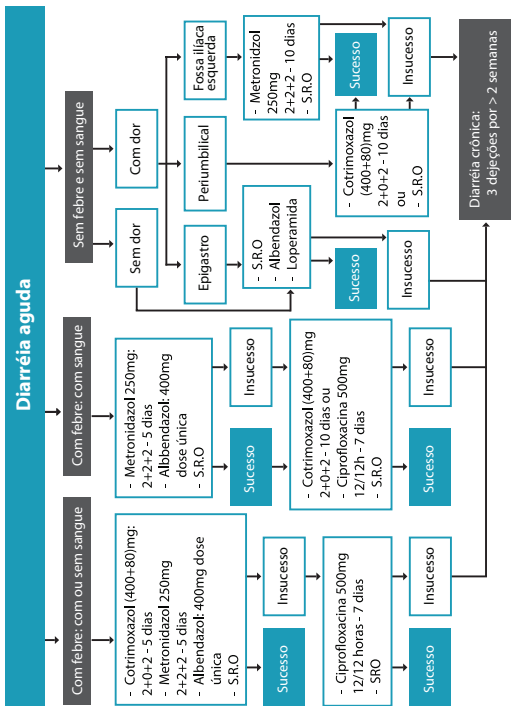 Diarréia aguda
Com febre: com ou sem sangue
- Cotrimoxazol (400+80)mg:
2+0+2 - 5 dias
- Metronidazol 250mg
2+2+2 - 5 dias
- Albendazol: 400mg dose
única
- S.R.O
Sucesso
Insucesso
- Ciprofloxacina 500mg
12/12 horas - 7 dias
- SRO
Sucesso
Insucesso
Com febre: com sangue
- Metronidazol 250mg:
2+2+2 - 5 dias
- Albbendazol: 400mg
dose única
- S.R.O
Sucesso
Insucesso
- Cotrimoxazol (400+80)mg
2+0+2 - 10 dias ou
- Ciprofloxacina 500mg
12/12h - 7 dias
- S.R.O
Sucesso
Insucesso
Sem febre e sem sangue
Sem dor
Com dor
Epigastro
Periumbilical
Fossa ilíaca
esquerda
- S.R.O
- Albendazol
- Loperamida
Sucesso
Insucesso
- Cotrimoxazol
(400+80)mg
2+0+2 - 10 dias
ou
- S.R.O
- Metronidzol
250mg
2+2+2 - 10 dias
- S.R.O
Sucesso
Insucesso
Diarréia crônica:
3 dejeções por > 2 semanas